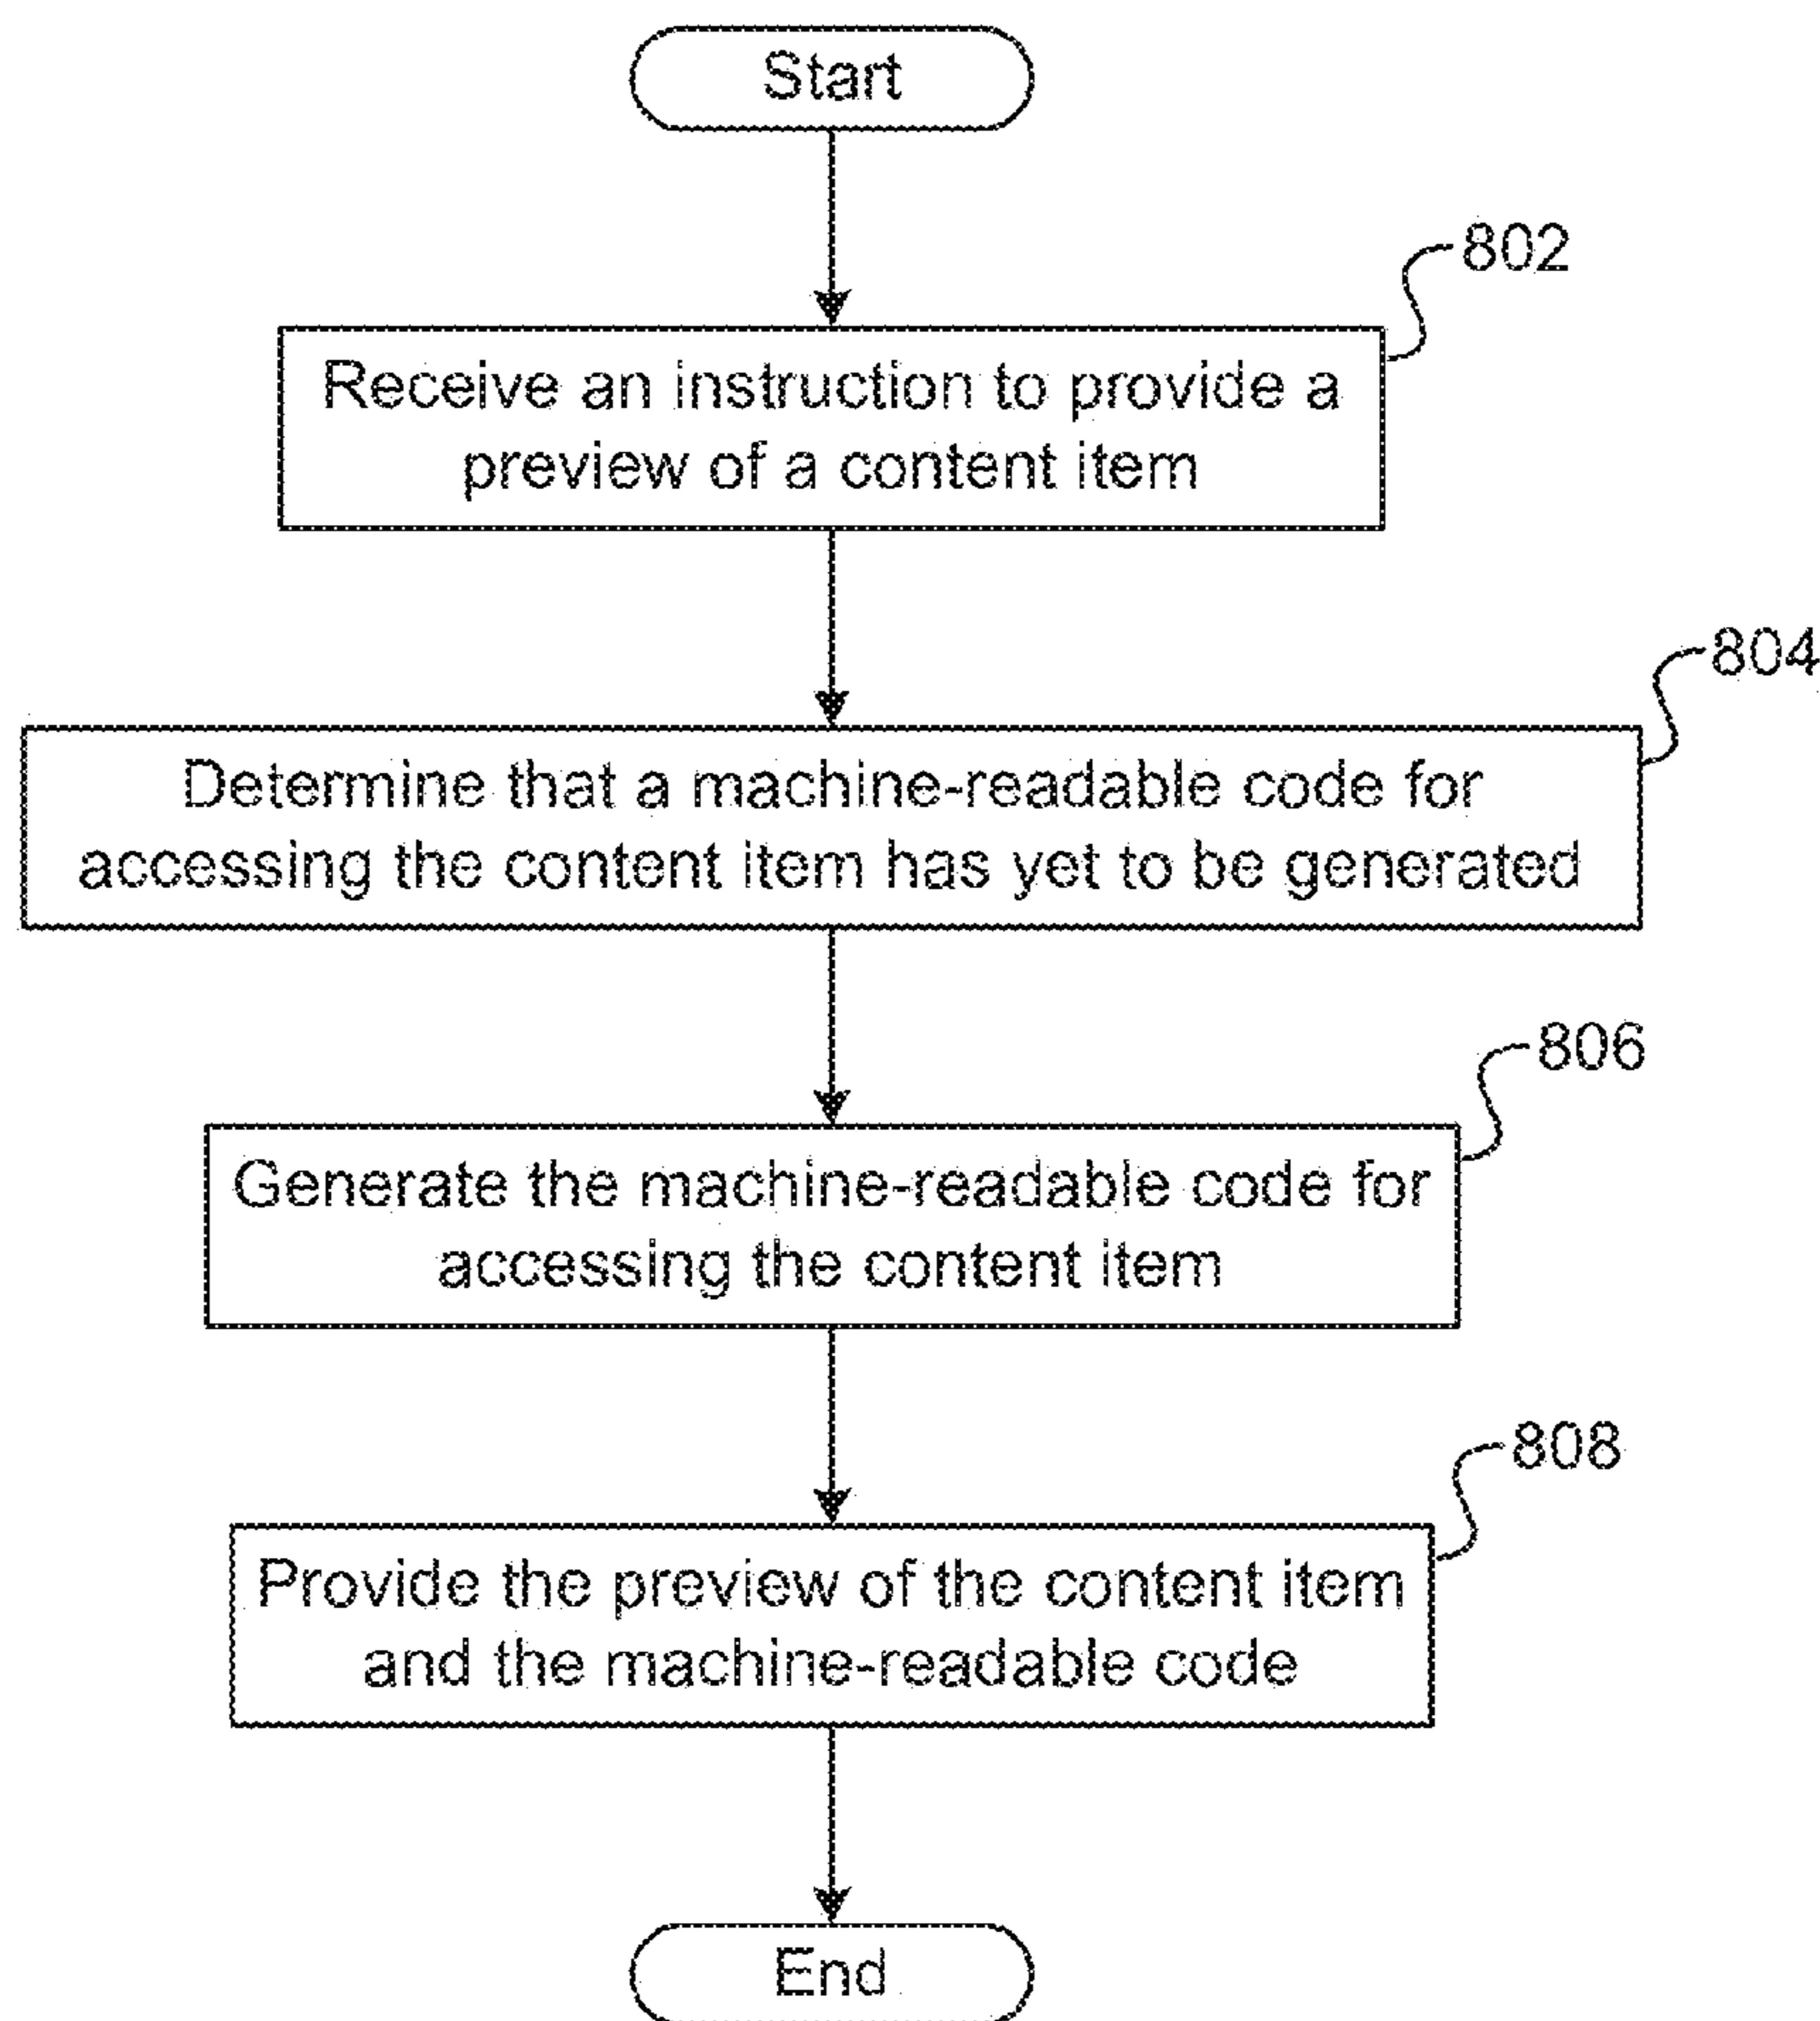 Start
802
Receive an instruction to provide a
preview of a content item
804
Determine that a machine-readable code for
accessing the content item has yet to be generated
806
Generate the machine-readable code for
accessing the content item
808
Provide the preview of the content item
and the machine-readable code
End